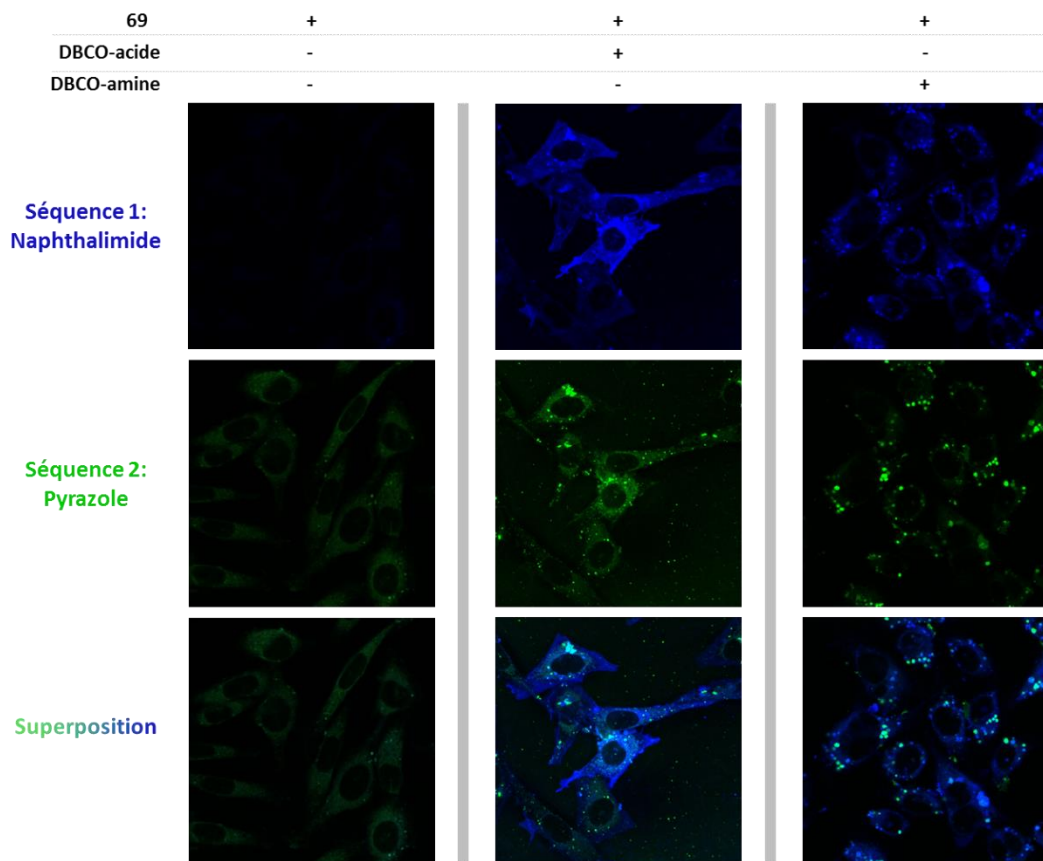 69 + + +
DBCO-acide - + -
DBCO-amine - - +
Séquence 1:
Naphthalimide
Séquence 2:
Pyrazole
Superposition